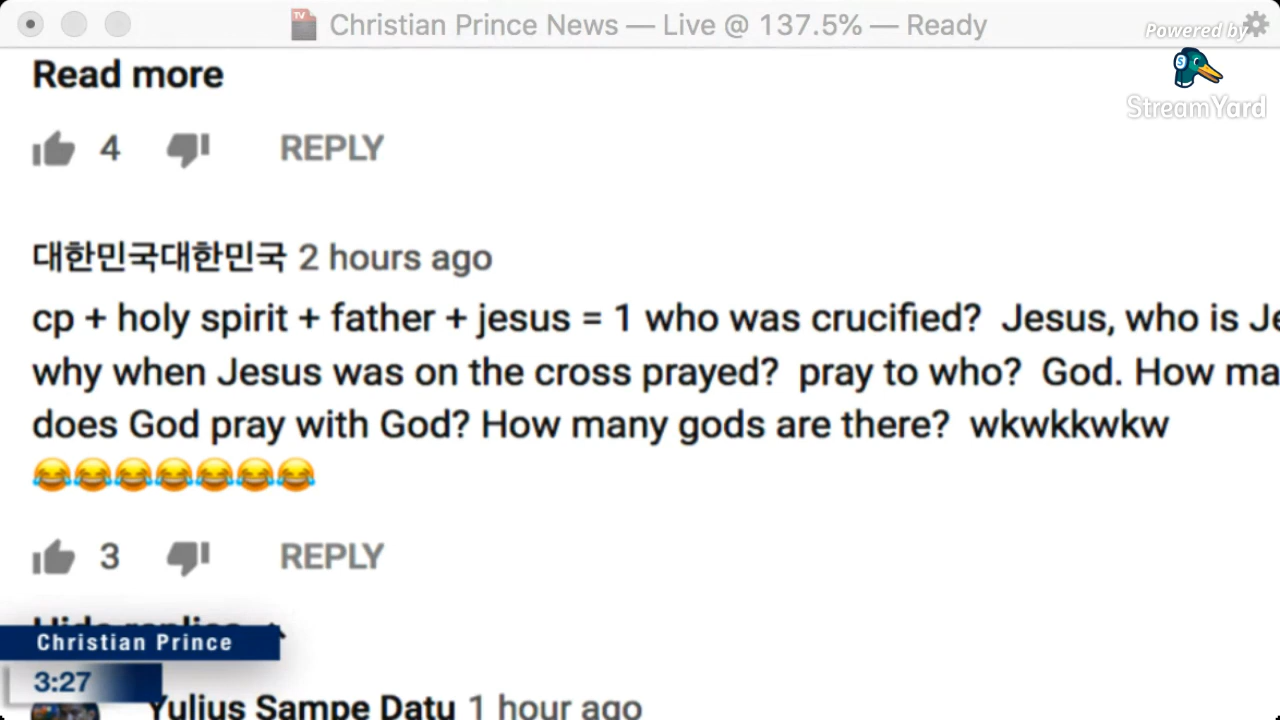 Christian Prince News — Live @ 137.5% — Ready
Powered by
StreamYard
Read more
4 REPLY
대한민국대한민국 2 hours ago
cp + holy spirit + father + jesus = 1 who was crucified? Jesus, who is Je
why when Jesus was on the cross prayed? pray to who? God. How ma
does God pray with God? How many gods are there? wkwkkwkw
😂😂😂😂😂😂😂
3 REPLY
Hide replies
Christian Prince
3:27
Yulius Sampe Datu 1 hour ago